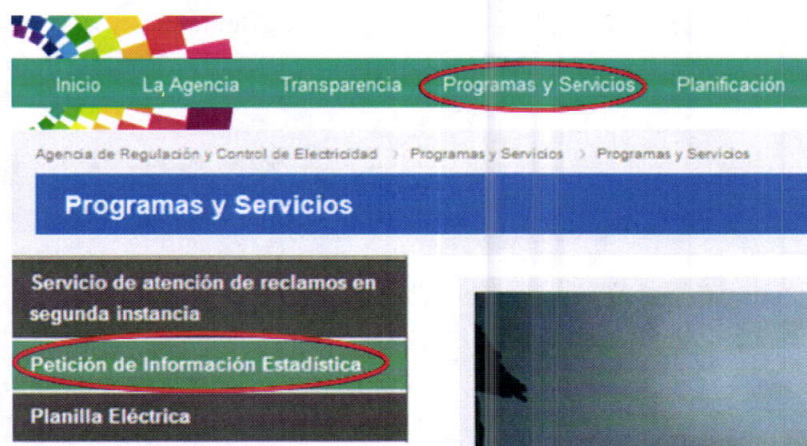 Inicio La Agencia Transparencia Programas y Servicios Planificación
Agencia de Regulación y Control de Electricidad > Programas y Servicios > Programas y Servicios
Programas y Servicios
Servicio de atención de reclamos en
segunda instancia
Petición de Información Estadística
Planilla Eléctrica